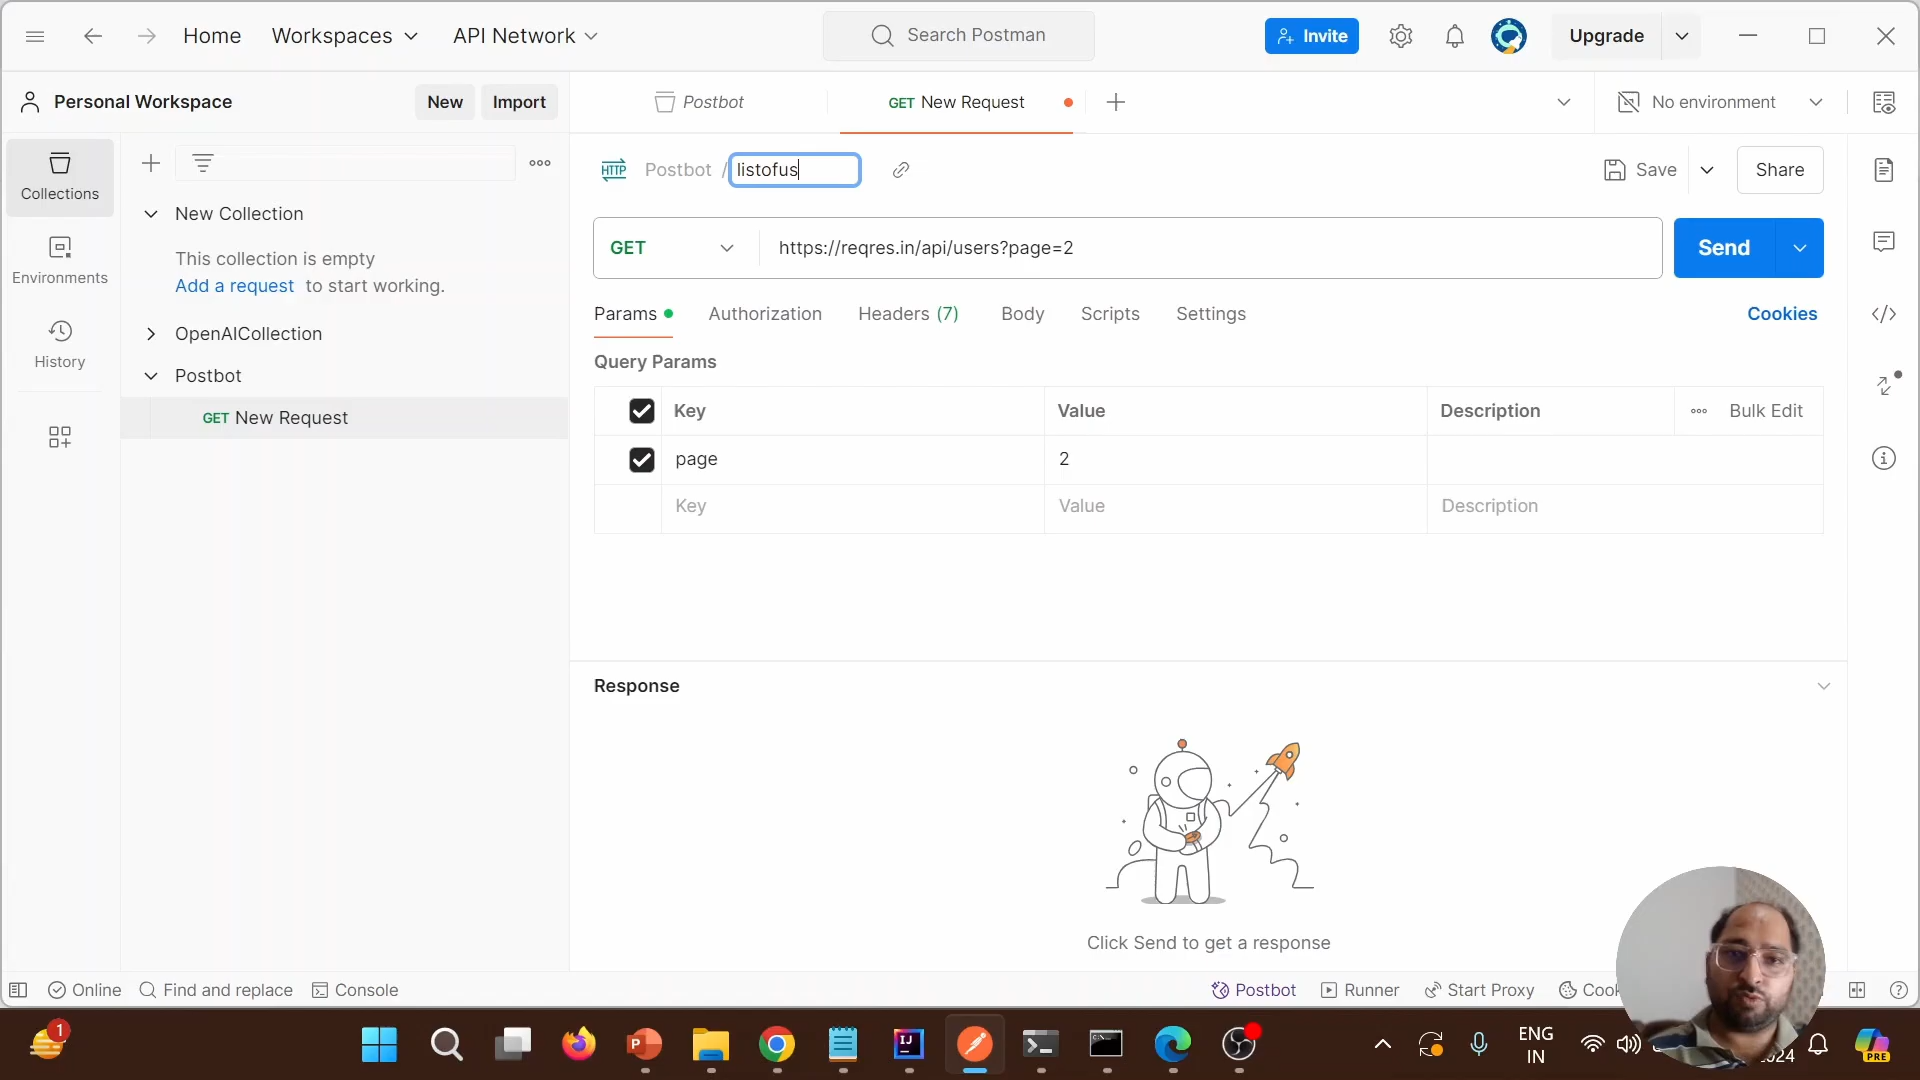 Home
Workspaces
API Network
Search Postman
Invite
Upgrade
Personal Workspace
New
Import
Postbot
GET New Request
No environment
Collections
Environments
History
New Collection
This collection is empty
Add a request to start working.
OpenAICollection
Postbot
GET New Request
HTTP
Postbot / listofus
Save
Share
GET
https://reqres.in/api/users?page=2
Send
Params
Authorization
Headers (7)
Body
Scripts
Settings
Cookies
Query Params
Key
Value
Description
Bulk Edit
page
2
Key
Value
Description
Response
Click Send to get a response
Online
Find and replace
Console
Postbot
Runner
Start Proxy
1
P
IJ
ENG
IN
PRE